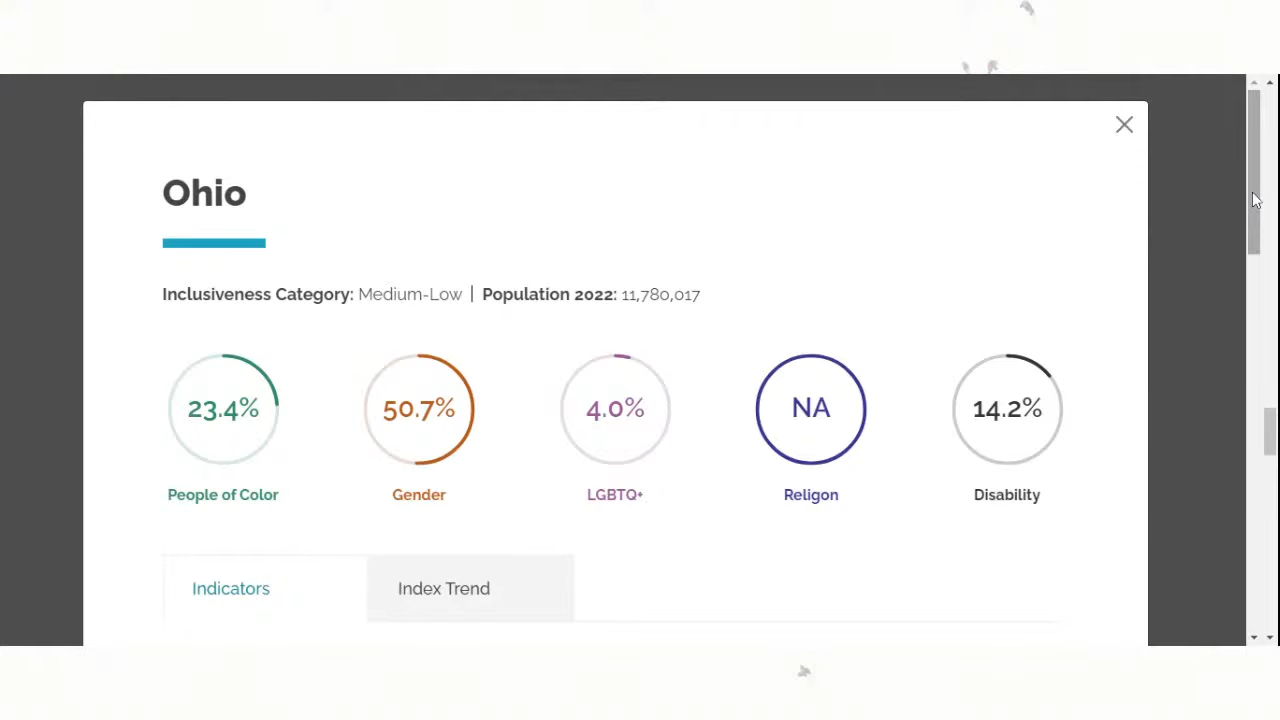 Ohio
Inclusiveness Category: Medium-Low | Population 2022: 11,780,017
23.4% 50.7% 4.0% NA 14.2%
People of Color Gender LGBTQ+ Religon Disability
Indicators Index Trend